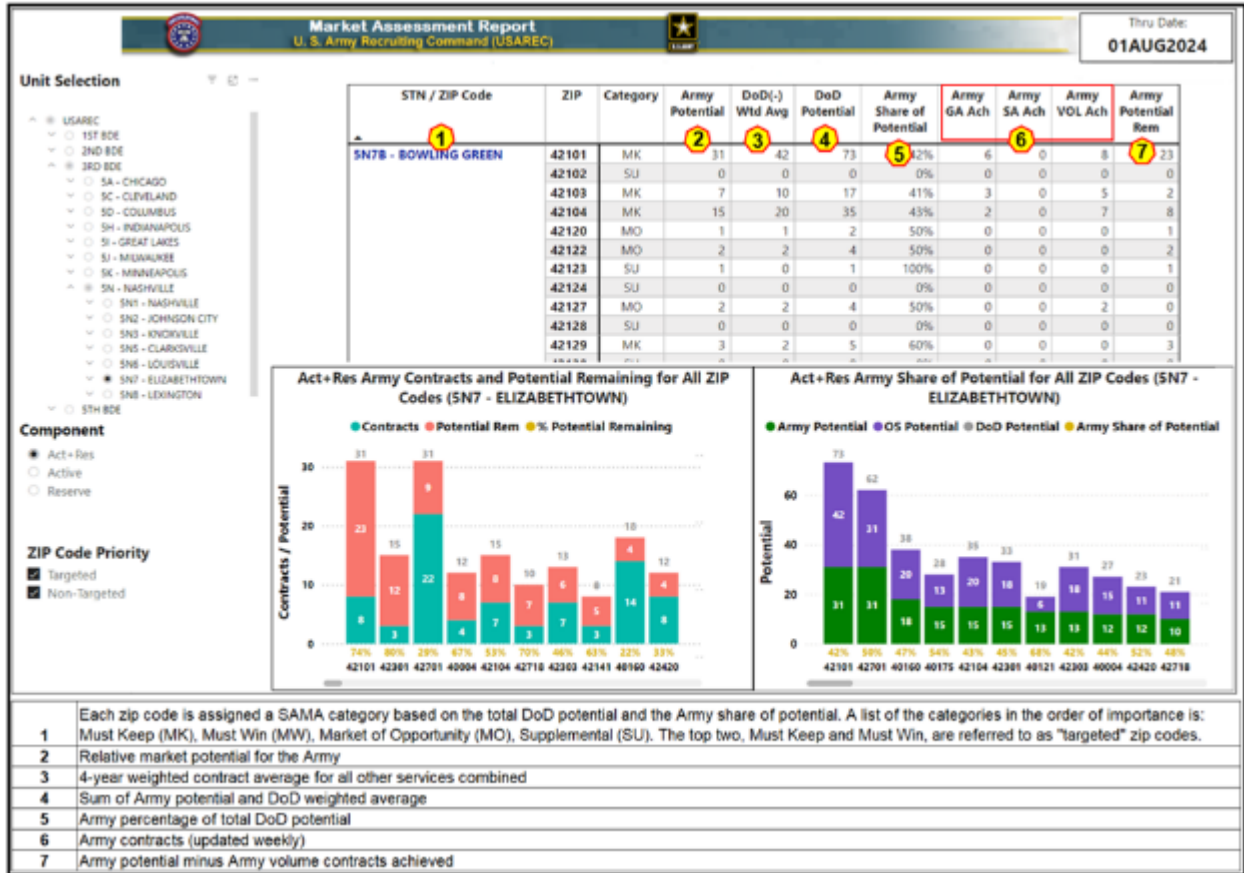 Market Assessment Report
U. S. Army Recruiting Command (USAREC)
Thru Date:
01AUG2024
Unit Selection
USAREC
1ST BDE
2ND BDE
3RD BDE
5A - CHICAGO
5C - CLEVELAND
5D - COLUMBUS
5H - INDIANAPOLIS
5I - GREAT LAKES
5J - MILWAUKEE
5K - MINNEAPOLIS
5N - NASHVILLE
5N1 - NASHVILLE
5N2 - JOHNSON CITY
5N3 - KNOXVILLE
5N5 - CLARKSVILLE
5N6 - LOUISVILLE
5N7 - ELIZABETHTOWN
5N8 - LEXINGTON
5TH BDE
Component
Act+Res
Active
Reserve
ZIP Code Priority
Targeted
Non-Targeted
STN / ZIP Code ZIP Category Army Potential DoD(-) Wtd Avg DoD Potential Army Share of Potential Army GA Ach Army SA Ach Army VOL Ach Army Potential Rem
1 2 3 4 5 6 7
5N7B - BOWLING GREEN 42101 MK 31 42 73 42% 6 0 8 23
42102 SU 0 0 0 0% 0 0 0 0
42103 MK 7 10 17 41% 3 0 5 2
42104 MK 15 20 35 43% 2 0 7 8
42120 MO 1 1 2 50% 0 0 0 1
42122 MO 2 2 4 50% 0 0 0 2
42123 SU 1 0 1 100% 0 0 0 1
42124 SU 0 0 0 0% 0 0 0 0
42127 MO 2 2 4 50% 0 0 2 0
42128 SU 0 0 0 0% 0 0 0 0
42129 MK 3 2 5 60% 0 0 0 3
Act+Res Army Contracts and Potential Remaining for All ZIP
Codes (5N7 - ELIZABETHTOWN)
Contracts Potential Rem % Potential Remaining
Contracts / Potential
30
20
10
0
31 15 31 12 15 10 13 8 18 12
23 12 9 8 8 7 6 5 4 4
8 3 22 4 7 3 7 3 14 8
74% 80% 29% 67% 53% 70% 46% 63% 22% 33%
42101 42301 42701 40004 42104 42718 42303 42141 40160 42420
Act+Res Army Share of Potential for All ZIP Codes (5N7 -
ELIZABETHTOWN)
Army Potential OS Potential DoD Potential Army Share of Potential
Potential
60
40
20
0
73 62 38 28 35 33 19 31 27 23 21
42 31 20 13 20 18 6 18 15 11 11
31 31 18 15 15 15 13 13 12 12 10
42% 50% 47% 54% 43% 45% 68% 42% 44% 52% 48%
42101 42701 40160 40175 42104 42301 40121 42303 40004 42420 42718
1 Each zip code is assigned a SAMA category based on the total DoD potential and the Army share of potential. A list of the categories in the order of importance is:
Must Keep (MK), Must Win (MW), Market of Opportunity (MO), Supplemental (SU). The top two, Must Keep and Must Win, are referred to as "targeted" zip codes.
2 Relative market potential for the Army
3 4-year weighted contract average for all other services combined
4 Sum of Army potential and DoD weighted average
5 Army percentage of total DoD potential
6 Army contracts (updated weekly)
7 Army potential minus Army volume contracts achieved